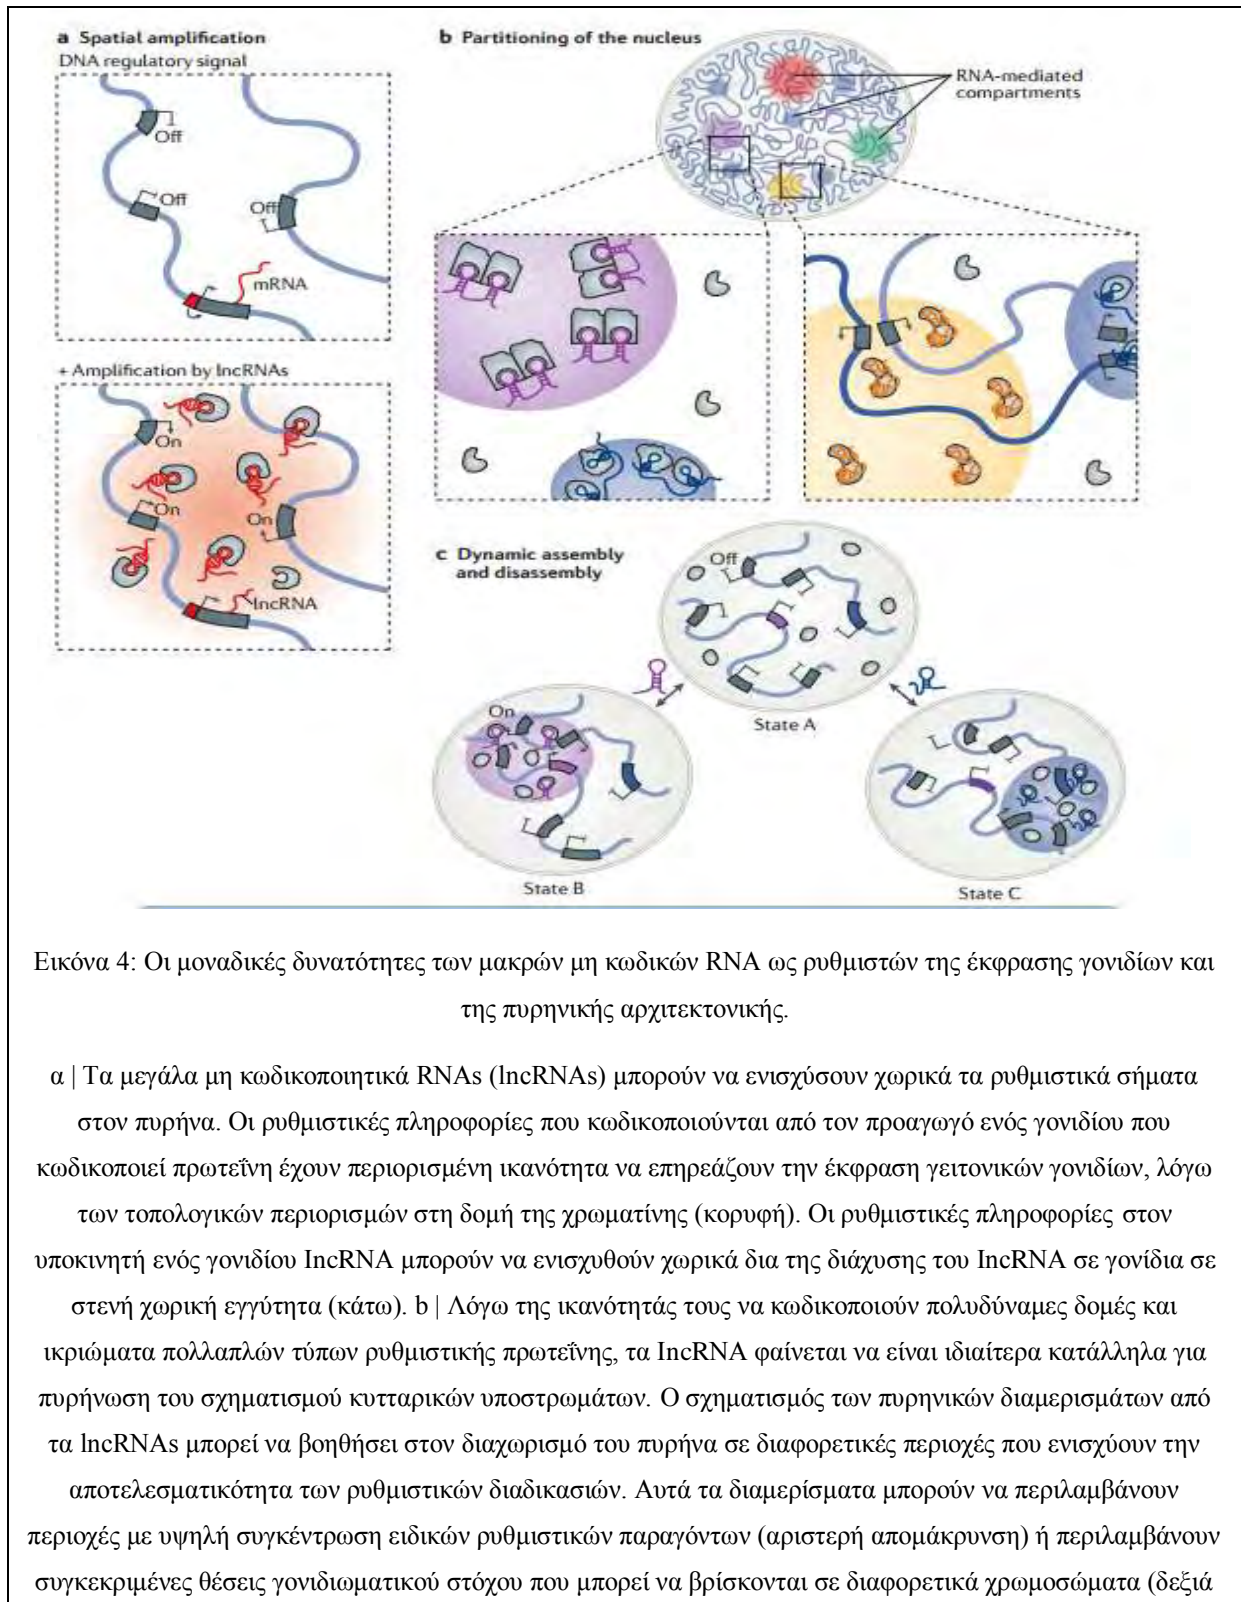 a Spatial amplification
DNA regulatory signal
Off
Off
Off
mRNA
+ Amplification by lncRNAs
On
On
On
lncRNA
b Partitioning of the nucleus
RNA-mediated
compartments
c Dynamic assembly
and disassembly
Off
State A
On
State B
State C
Εικόνα 4: Οι μοναδικές δυνατότητες των μακρών μη κωδικών RNA ως ρυθμιστών της έκφρασης γονιδίων και
της πυρηνικής αρχιτεκτονικής.
α | Τα μεγάλα μη κωδικοποιητικά RNAs (lncRNAs) μπορούν να ενισχύσουν χωρικά τα ρυθμιστικά σήματα
στον πυρήνα. Οι ρυθμιστικές πληροφορίες που κωδικοποιούνται από τον προαγωγό ενός γονιδίου που
κωδικοποιεί πρωτεΐνη έχουν περιορισμένη ικανότητα να επηρεάζουν την έκφραση γειτονικών γονιδίων, λόγω
των τοπολογικών περιορισμών στη δομή της χρωματίνης (κορυφή). Οι ρυθμιστικές πληροφορίες στον
υποκινητή ενός γονιδίου IncRNA μπορούν να ενισχυθούν χωρικά δια της διάχυσης του IncRNA σε γονίδια σε
στενή χωρική εγγύτητα (κάτω). b | Λόγω της ικανότητάς τους να κωδικοποιούν πολυδύναμες δομές και
ικριώματα πολλαπλών τύπων ρυθμιστικής πρωτεΐνης, τα IncRNA φαίνεται να είναι ιδιαίτερα κατάλληλα για
πυρήνωση του σχηματισμού κυτταρικών υποστρωμάτων. Ο σχηματισμός των πυρηνικών διαμερισμάτων από
τα lncRNAs μπορεί να βοηθήσει στον διαχωρισμό του πυρήνα σε διαφορετικές περιοχές που ενισχύουν την
αποτελεσματικότητα των ρυθμιστικών διαδικασιών. Αυτά τα διαμερίσματα μπορούν να περιλαμβάνουν
περιοχές με υψηλή συγκέντρωση ειδικών ρυθμιστικών παραγόντων (αριστερή απομάκρυνση) ή περιλαμβάνουν
συγκεκριμένες θέσεις γονιδιωματικού στόχου που μπορεί να βρίσκονται σε διαφορετικά χρωμοσώματα (δεξιά